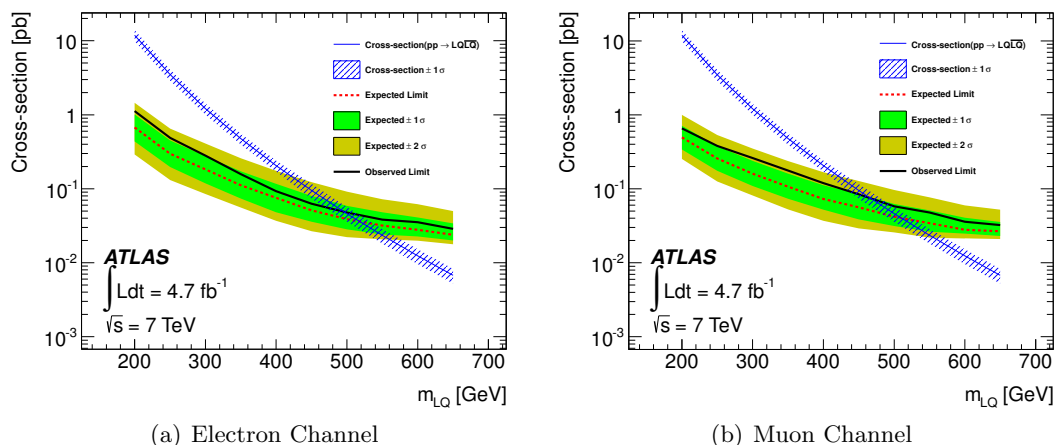 Cross-section [pb]
10
1
10⁻¹
10⁻²
10⁻³
Cross-section(pp → LQL̅Q̅)
Cross-section ± 1σ
Expected Limit
Expected ± 1σ
Expected ± 2 σ
Observed Limit
ATLAS
∫Ldt = 4.7 fb⁻¹
√s = 7 TeV
200 300 400 500 600 700
m_LQ [GeV]
(a) Electron Channel
Cross-section [pb]
10
1
10⁻¹
10⁻²
10⁻³
Cross-section(pp → LQL̅Q̅)
Cross-section ± 1σ
Expected Limit
Expected ± 1σ
Expected ± 2 σ
Observed Limit
ATLAS
∫Ldt = 4.7 fb⁻¹
√s = 7 TeV
200 300 400 500 600 700
m_LQ [GeV]
(b) Muon Channel